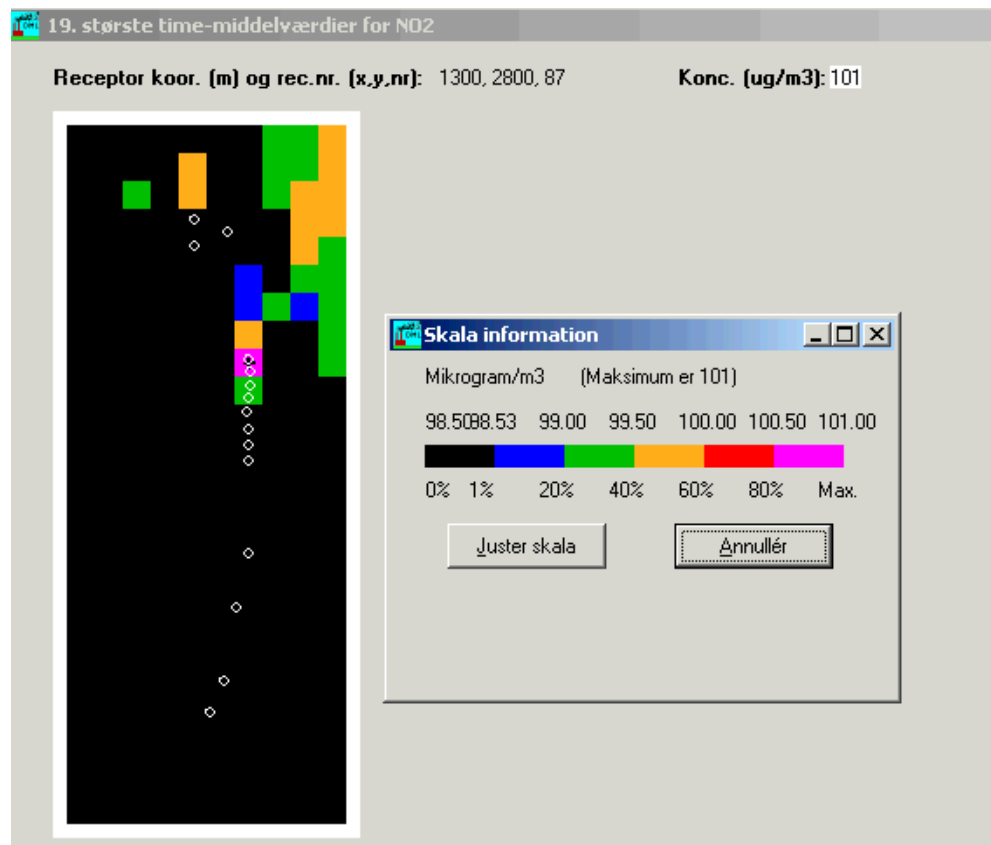 19. største time-middelværdier for NO2
Receptor koor. (m) og rec.nr. (x,y,nr): 1300, 2800, 87 Konc. (ug/m3): 101
Skala information
Mikrogram/m3 (Maksimum er 101)
98.50 98.53 99.00 99.50 100.00 100.50 101.00
0% 1% 20% 40% 60% 80% Max.
Juster skala Annullér